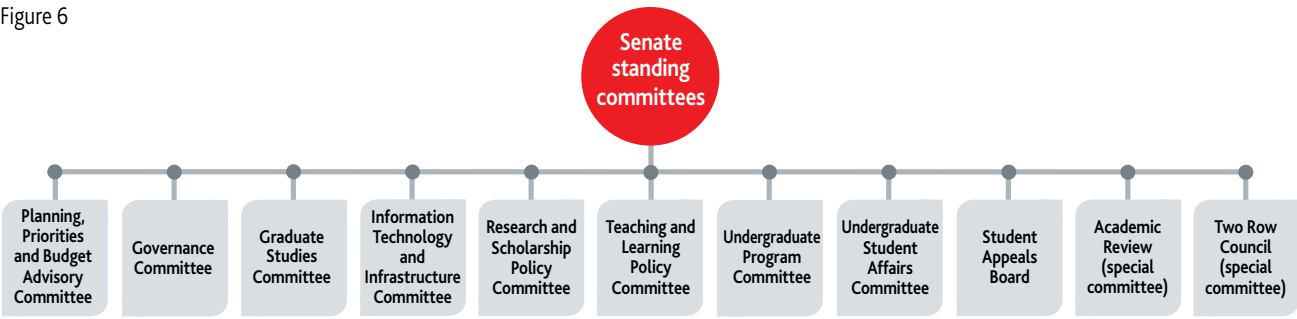 Figure 6
Senate
standing
committees
Planning,
Priorities
and Budget
Advisory
Committee
Governance
Committee
Graduate
Studies
Committee
Information
Technology
and
Infrastructure
Committee
Research and
Scholarship
Policy
Committee
Teaching and
Learning
Policy
Committee
Undergraduate
Program
Committee
Undergraduate
Student
Affairs
Committee
Student
Appeals
Board
Academic
Review
(special
committee)
Two Row
Council
(special
committee)